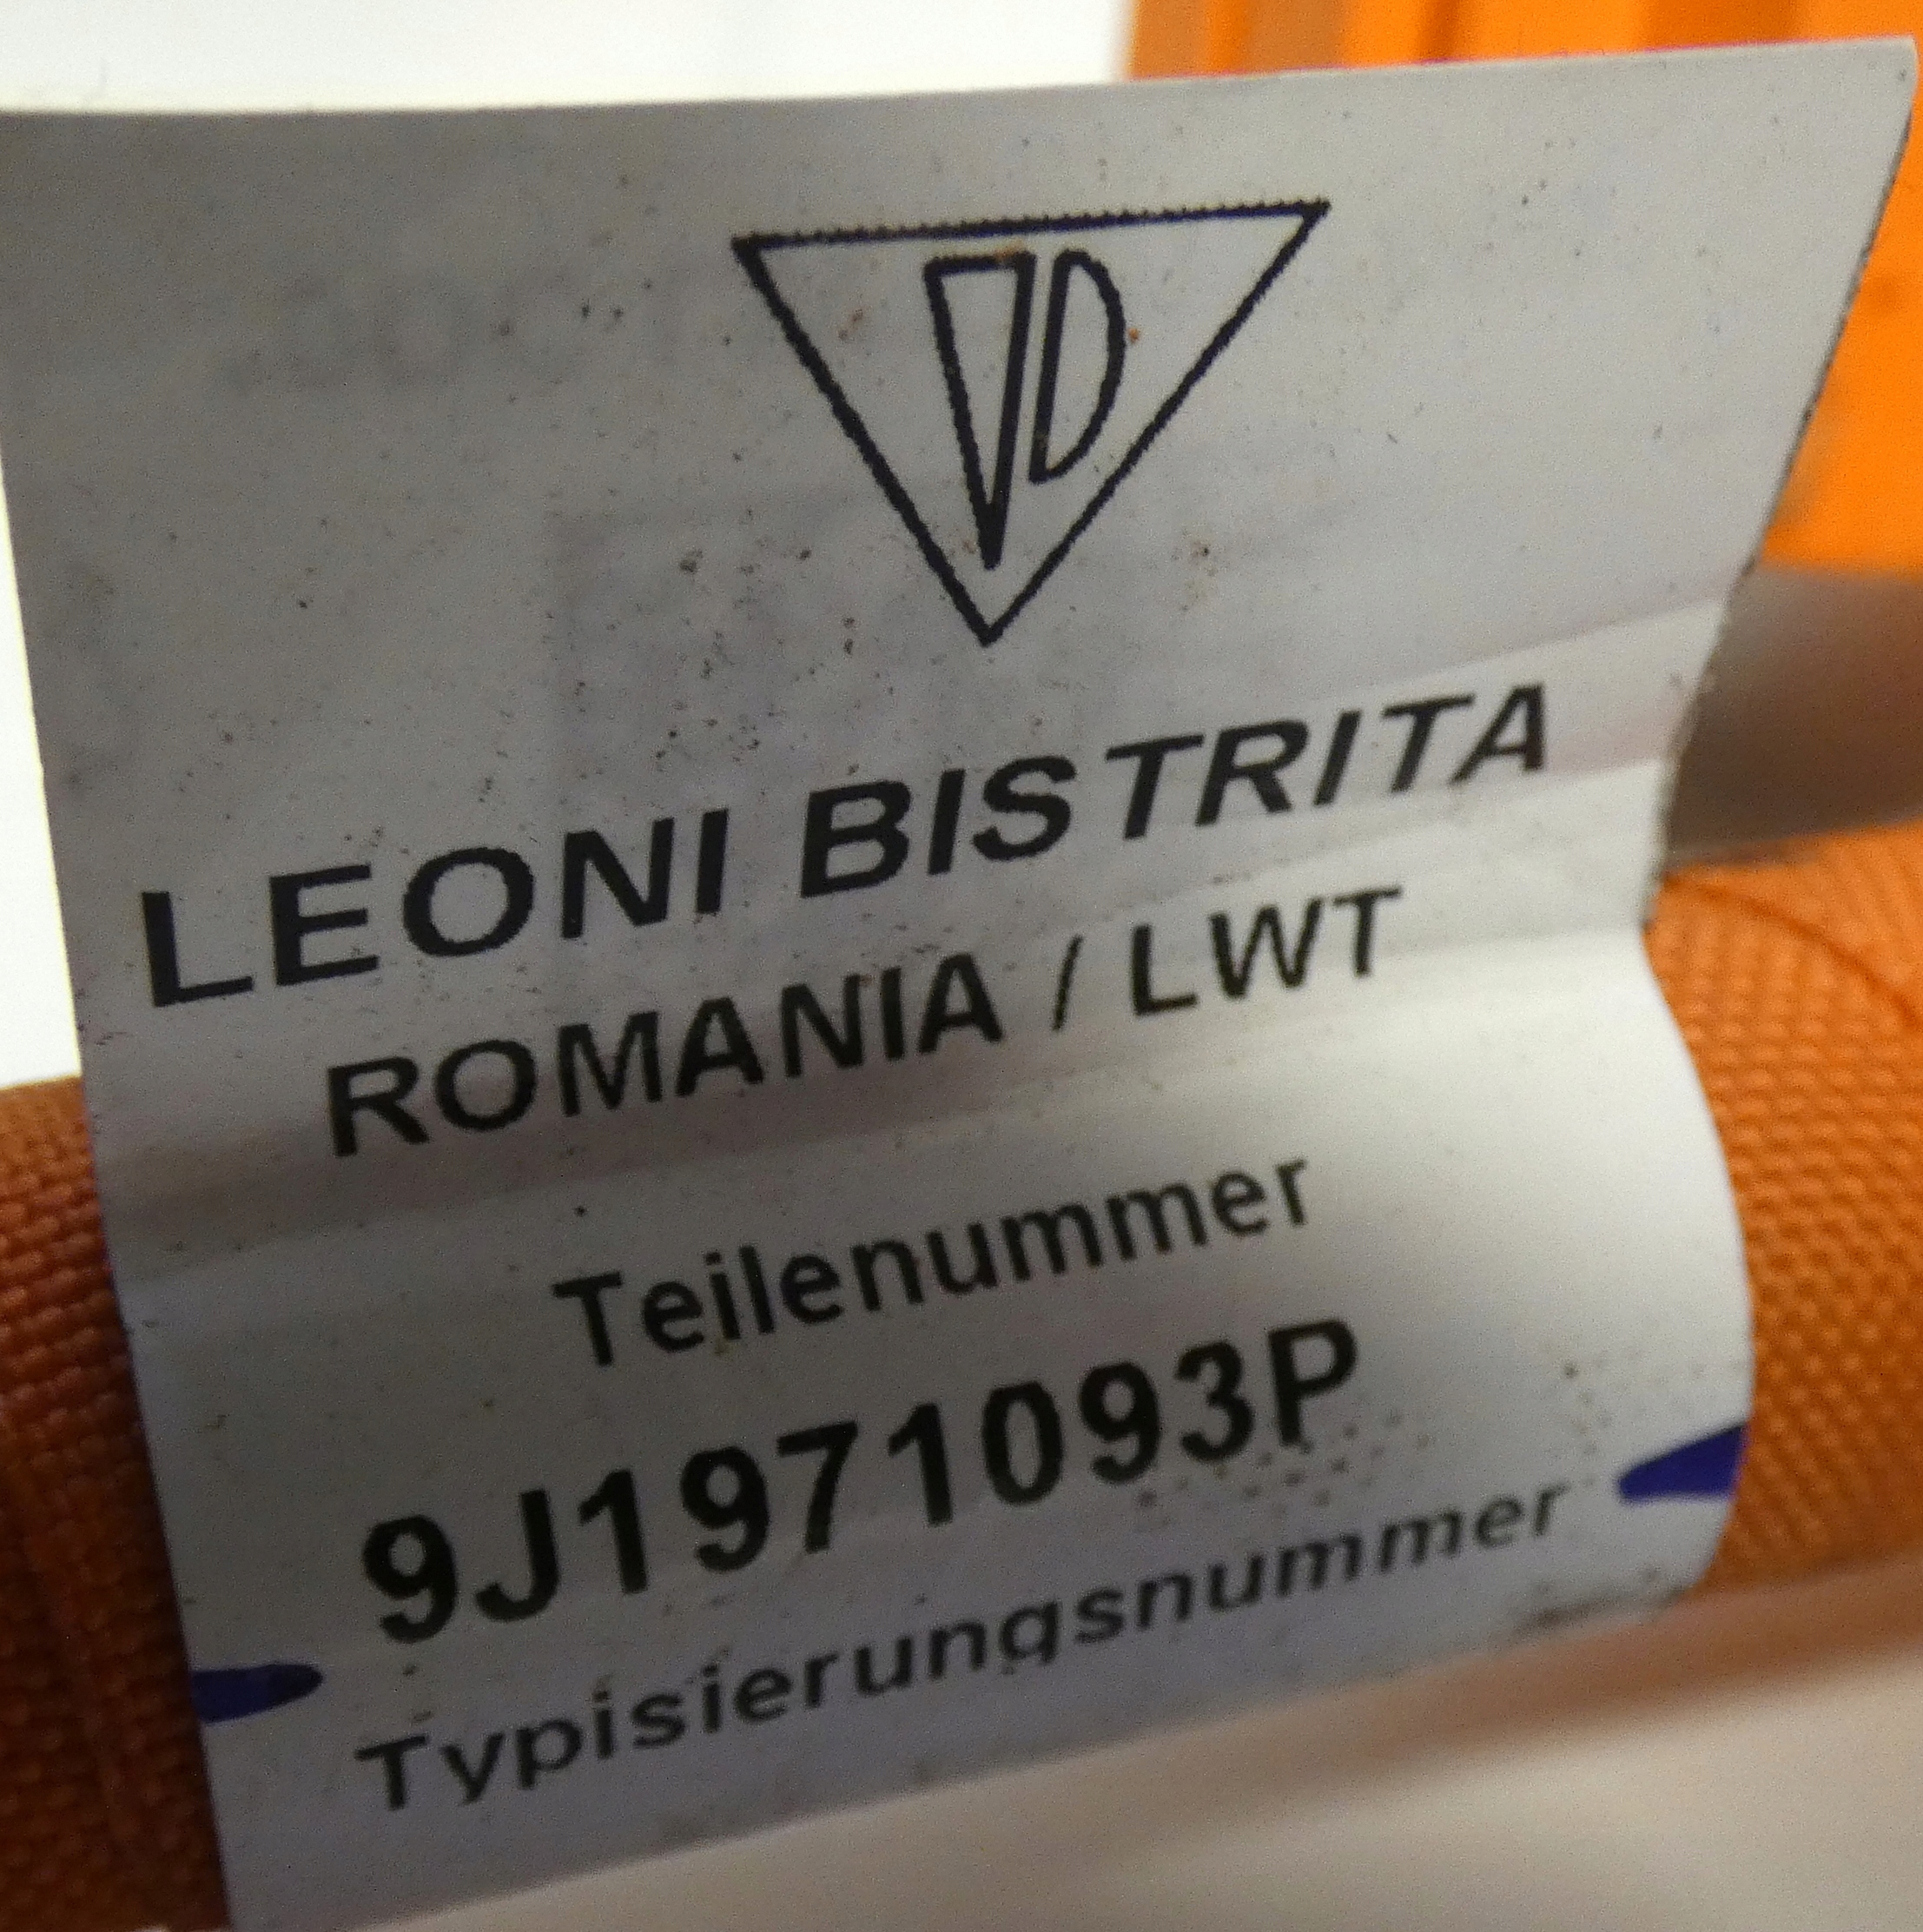 LEONI BISTRITA
ROMANIA / LWT
Teilenummer
9J1971093P
Typisierungsnummer